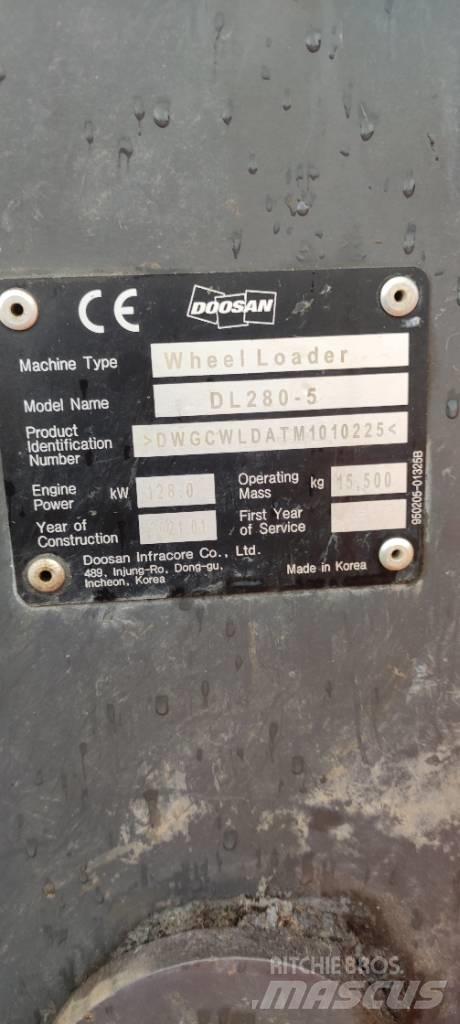 CE DOOSAN
Machine Type Wheel Loader
Model Name DL280-5
Product Identification Number >DWGCWLDATM1010225<
Engine Power kW 128.0 Operating Mass kg 15,500
Year of Construction First Year of Service
Doosan Infracore Co., Ltd.
489, Injung-Ro, Dong-gu,
Incheon, Korea Made in Korea
950205-01325B
RITCHIE BROS.
MASCUS